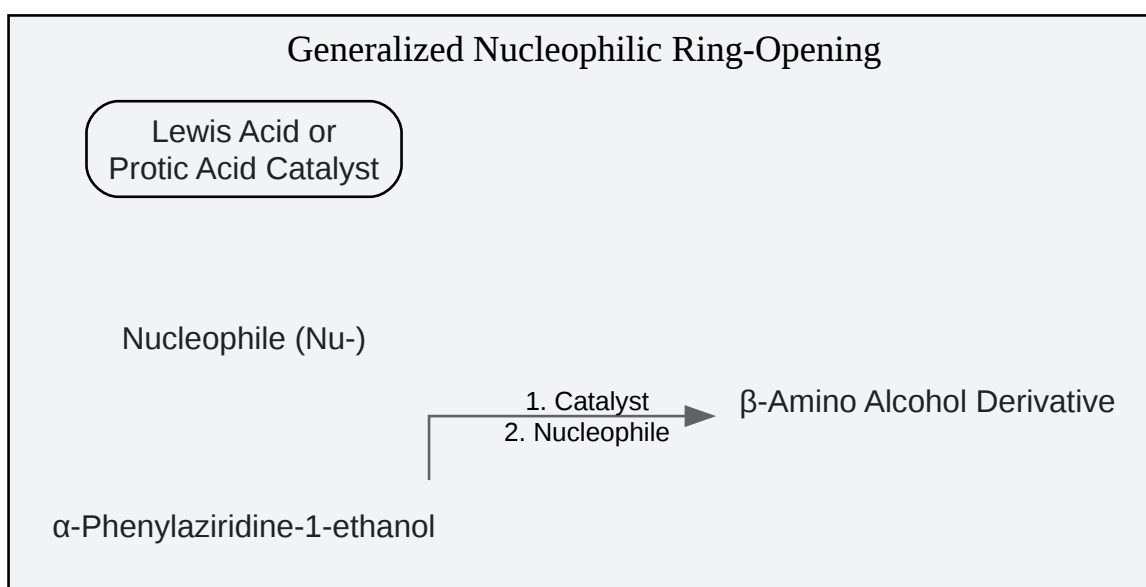 Generalized Nucleophilic Ring-Opening
Lewis Acid or
Protic Acid Catalyst
Nucleophile (Nu-)
1. Catalyst
2. Nucleophile
β-Amino Alcohol Derivative
α-Phenylaziridine-1-ethanol